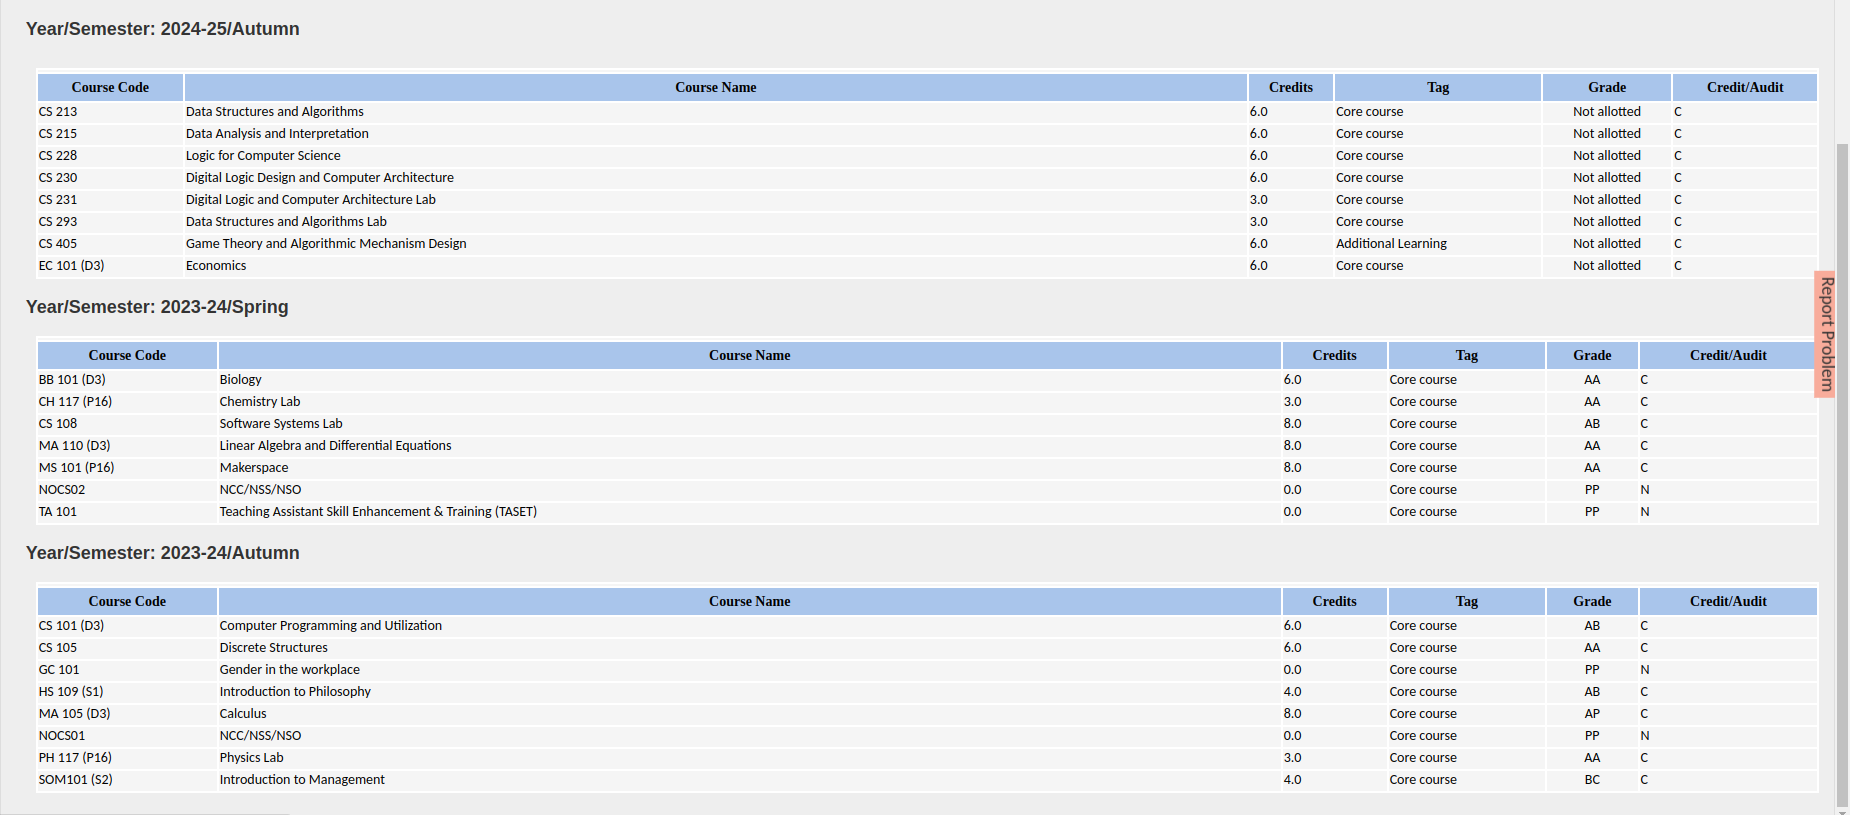 Year/Semester: 2024-25/Autumn
Course Code Course Name Credits Tag Grade Credit/Audit
CS 213 Data Structures and Algorithms 6.0 Core course Not allotted C
CS 215 Data Analysis and Interpretation 6.0 Core course Not allotted C
CS 228 Logic for Computer Science 6.0 Core course Not allotted C
CS 230 Digital Logic Design and Computer Architecture 6.0 Core course Not allotted C
CS 231 Digital Logic and Computer Architecture Lab 3.0 Core course Not allotted C
CS 293 Data Structures and Algorithms Lab 3.0 Core course Not allotted C
CS 405 Game Theory and Algorithmic Mechanism Design 6.0 Additional Learning Not allotted C
EC 101 (D3) Economics 6.0 Core course Not allotted C
Year/Semester: 2023-24/Spring
Course Code Course Name Credits Tag Grade Credit/Audit
BB 101 (D3) Biology 6.0 Core course AA C
CH 117 (P16) Chemistry Lab 3.0 Core course AA C
CS 108 Software Systems Lab 8.0 Core course AB C
MA 110 (D3) Linear Algebra and Differential Equations 8.0 Core course AA C
MS 101 (P16) Makerspace 8.0 Core course AA C
NOCS02 NCC/NSS/NSO 0.0 Core course PP N
TA 101 Teaching Assistant Skill Enhancement & Training (TASET) 0.0 Core course PP N
Year/Semester: 2023-24/Autumn
Course Code Course Name Credits Tag Grade Credit/Audit
CS 101 (D3) Computer Programming and Utilization 6.0 Core course AB C
CS 105 Discrete Structures 6.0 Core course AA C
GC 101 Gender in the workplace 0.0 Core course PP N
HS 109 (S1) Introduction to Philosophy 4.0 Core course AB C
MA 105 (D3) Calculus 8.0 Core course AP C
NOCS01 NCC/NSS/NSO 0.0 Core course PP N
PH 117 (P16) Physics Lab 3.0 Core course AA C
SOM101 (S2) Introduction to Management 4.0 Core course BC C
Report Problem